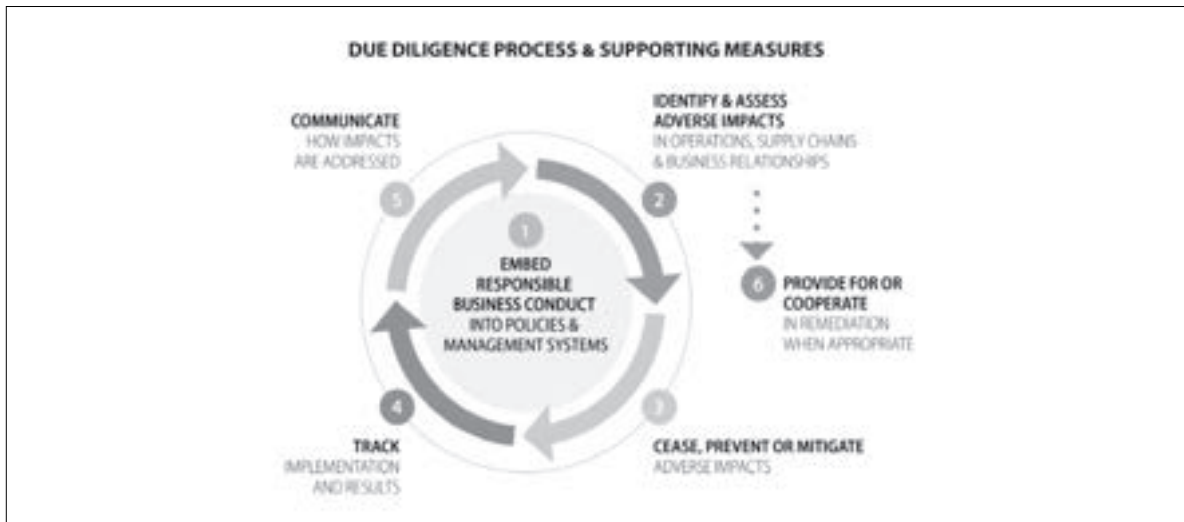 DUE DILIGENCE PROCESS & SUPPORTING MEASURES
COMMUNICATE
HOW IMPACTS
ARE ADDRESSED
5
IDENTIFY & ASSESS
ADVERSE IMPACTS
IN OPERATIONS, SUPPLY CHAINS
& BUSINESS RELATIONSHIPS
2
1
EMBED
RESPONSIBLE
BUSINESS CONDUCT
INTO POLICIES &
MANAGEMENT SYSTEMS
6
PROVIDE FOR OR
COOPERATE
IN REMEDIATION
WHEN APPROPRIATE
4
TRACK
IMPLEMENTATION
AND RESULTS
3
CEASE, PREVENT OR MITIGATE
ADVERSE IMPACTS